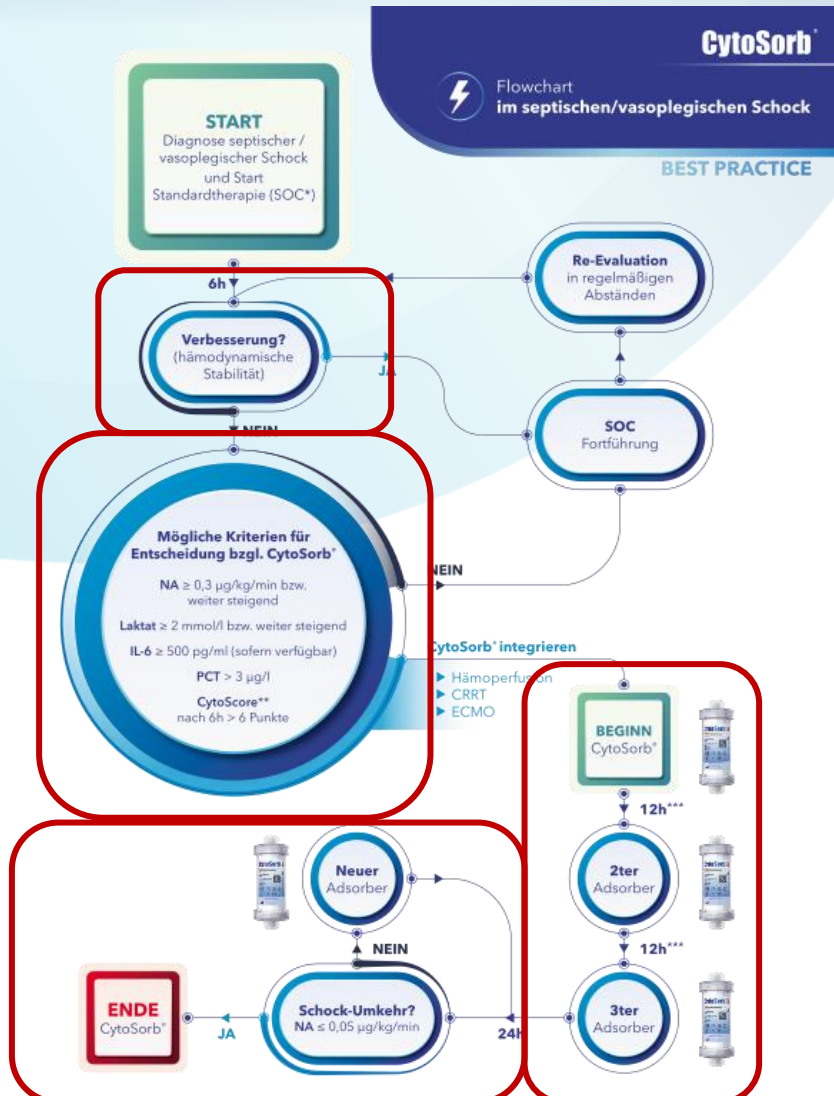 CytoSorb®
Flowchart
im septischen/vasoplegischen Schock
BEST PRACTICE
START
Diagnose septischer /
vasoplegischer Schock
und Start
Standardtherapie (SOC*)
6h
Verbesserung?
(hämodynamische
Stabilität)
JA
NEIN
Re-Evaluation
in regelmäßigen
Abständen
SOC
Fortführung
Mögliche Kriterien für
Entscheidung bzgl. CytoSorb®
NA ≥ 0,3 µg/kg/min bzw.
weiter steigend
Laktat ≥ 2 mmol/l bzw. weiter steigend
IL-6 ≥ 500 pg/ml (sofern verfügbar)
PCT > 3 µg/l
CytoScore**
nach 6h > 6 Punkte
NEIN
CytoSorb® integrieren
Hämoperfusion
CRRT
ECMO
BEGINN
CytoSorb®
12h***
2ter
Adsorber
12h***
3ter
Adsorber
24h
Schock-Umkehr?
NA ≤ 0,05 µg/kg/min
NEIN
Neuer
Adsorber
JA
ENDE
CytoSorb®